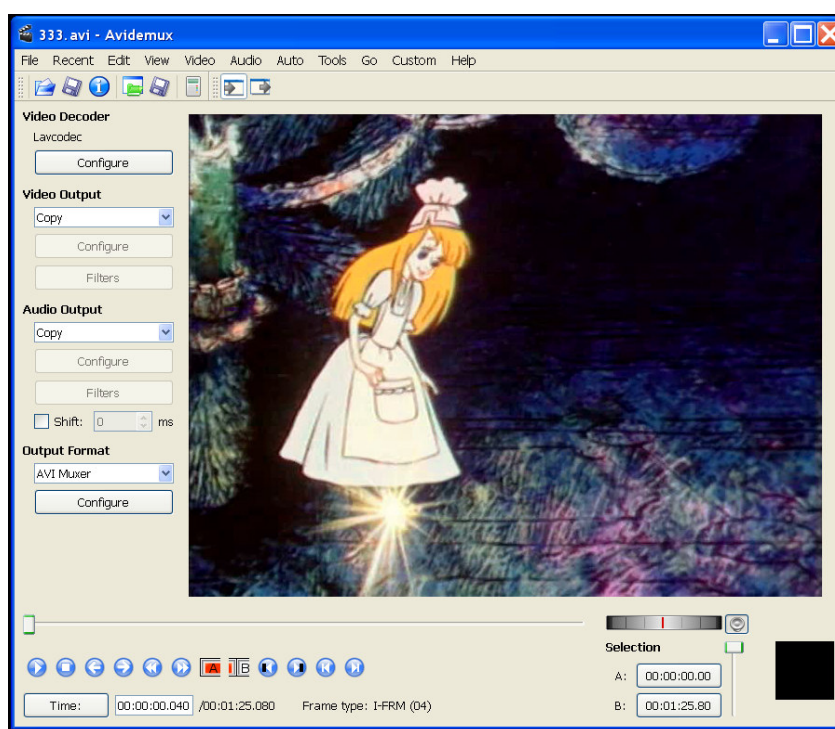 333.avi - Avidemux
File Recent Edit View Video Audio Auto Tools Go Custom Help
Video Decoder
Lavcodec
Configure
Video Output
Copy
Configure
Filters
Audio Output
Copy
Configure
Filters
Shift: 0 ms
Output Format
AVI Muxer
Configure
A B
Selection
A: 00:00:00.00
B: 00:01:25.80
Time: 00:00:00.040 /00:01:25.080 Frame type: I-FRM (04)